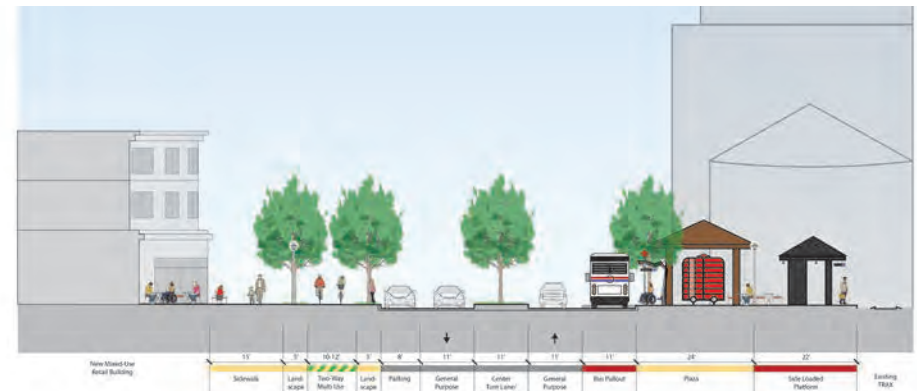 15' 5' 10-12' 5' 8' 11' 11' 11' 11' 24' 22'
New Mixed-Use
Retail Building
Sidewalk
Land-
scape
Two-Way
Multi Use
Land-
scape
Parking
General
Purpose
Center
Turn Lane/
General
Purpose
Bus Pullout
Plaza
Side Loaded
Platform
Existing
TRAX